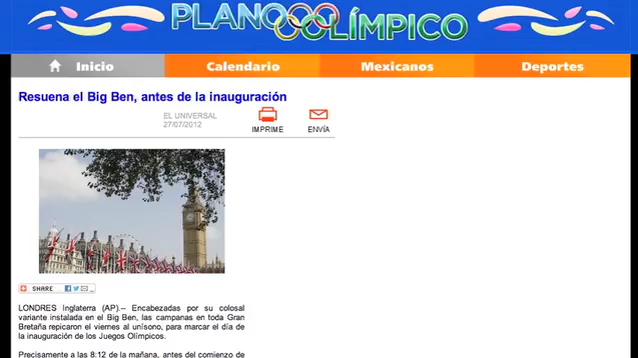 PLANO OLÍMPICO
Inicio Calendario Mexicanos Deportes
Resuena el Big Ben, antes de la inauguración
EL UNIVERSAL
27/07/2012
IMPRIME ENVÍA
SHARE
LONDRES Inglaterra (AP).– Encabezadas por su colosal
variante instalada en el Big Ben, las campanas en toda Gran
Bretaña repicaron el viernes al unísono, para marcar el día de
la inauguración de los Juegos Olímpicos.
Precisamente a las 8:12 de la mañana, antes del comienzo de